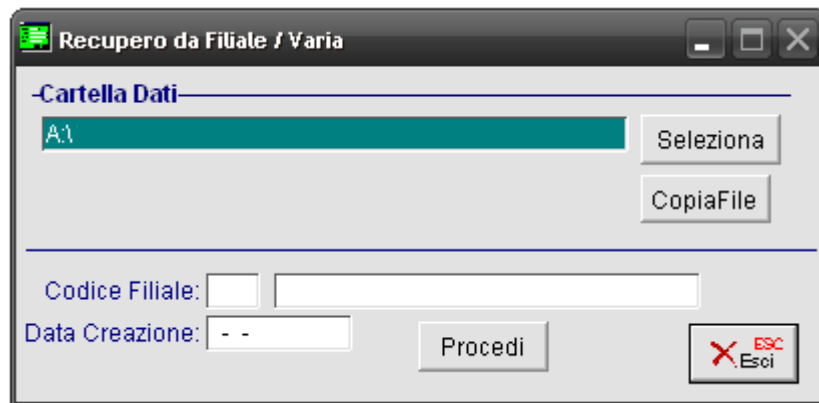 Recupero da Filiale / Varia
Cartella Dati
A:\
Seleziona
CopiaFile
Codice Filiale:
Data Creazione: - -
Procedi
ESC
Esci